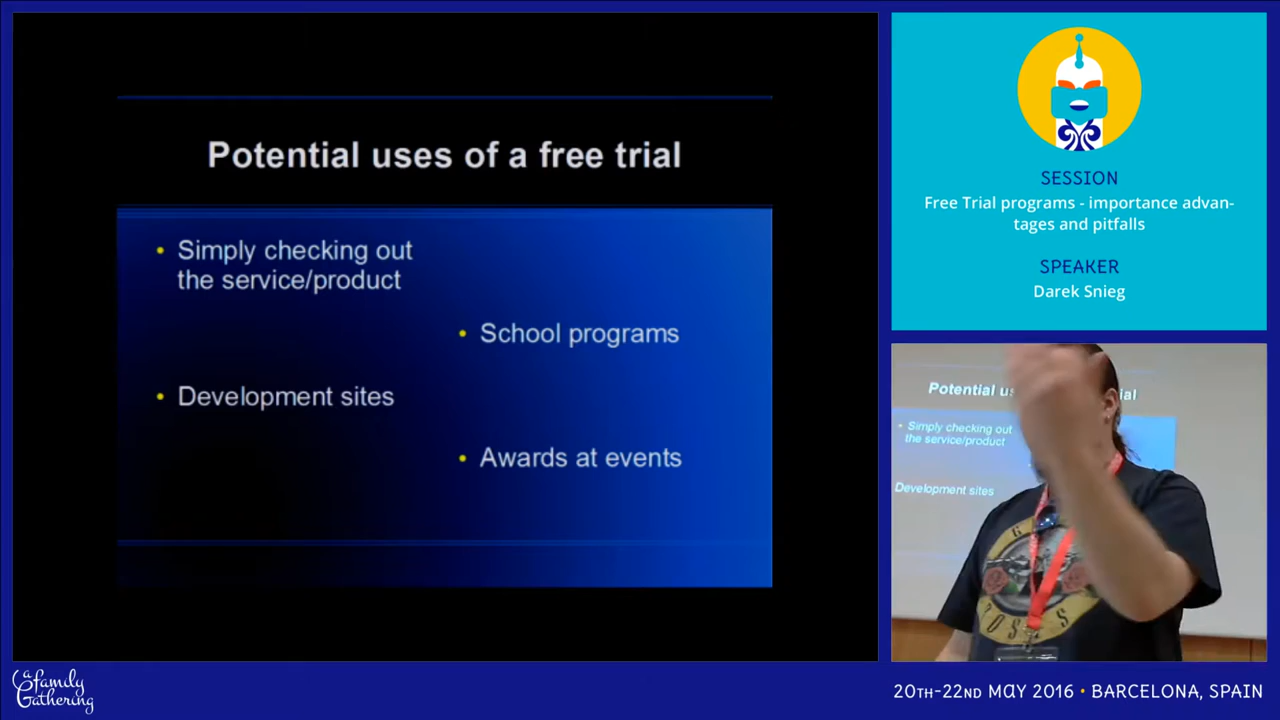 Potential uses of a free trial
• Simply checking out
the service/product
• School programs
• Development sites
• Awards at events
SESSION
Free Trial programs - importance advan-
tages and pitfalls
SPEAKER
Darek Snieg
Potential us
ial
• Simply checking out
the service/product
Development sites
a family
Gathering
20TH-22ND MAY 2016 • BARCELONA, SPAIN